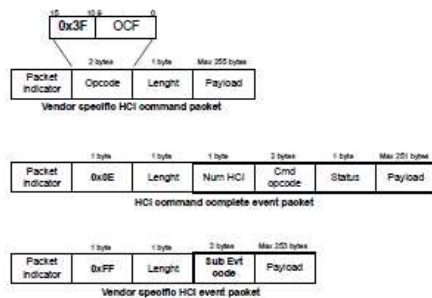 15 10 9 0
0x3F OCF
2 bytes 1 byte Max 255 bytes
Packet indicator Opcode Lenght Payload
Vendor specific HCI command packet
1 byte 1 byte 1 byte 2 bytes 1 byte Max 251 bytes
Packet indicator 0x0E Lenght Num HCI Cmd opcode Status Payload
HCI command complete event packet
1 byte 1 byte 2 bytes Max 253 bytes
Packet indicator 0xFF Lenght Sub Evt code Payload
Vendor specific HCI event packet